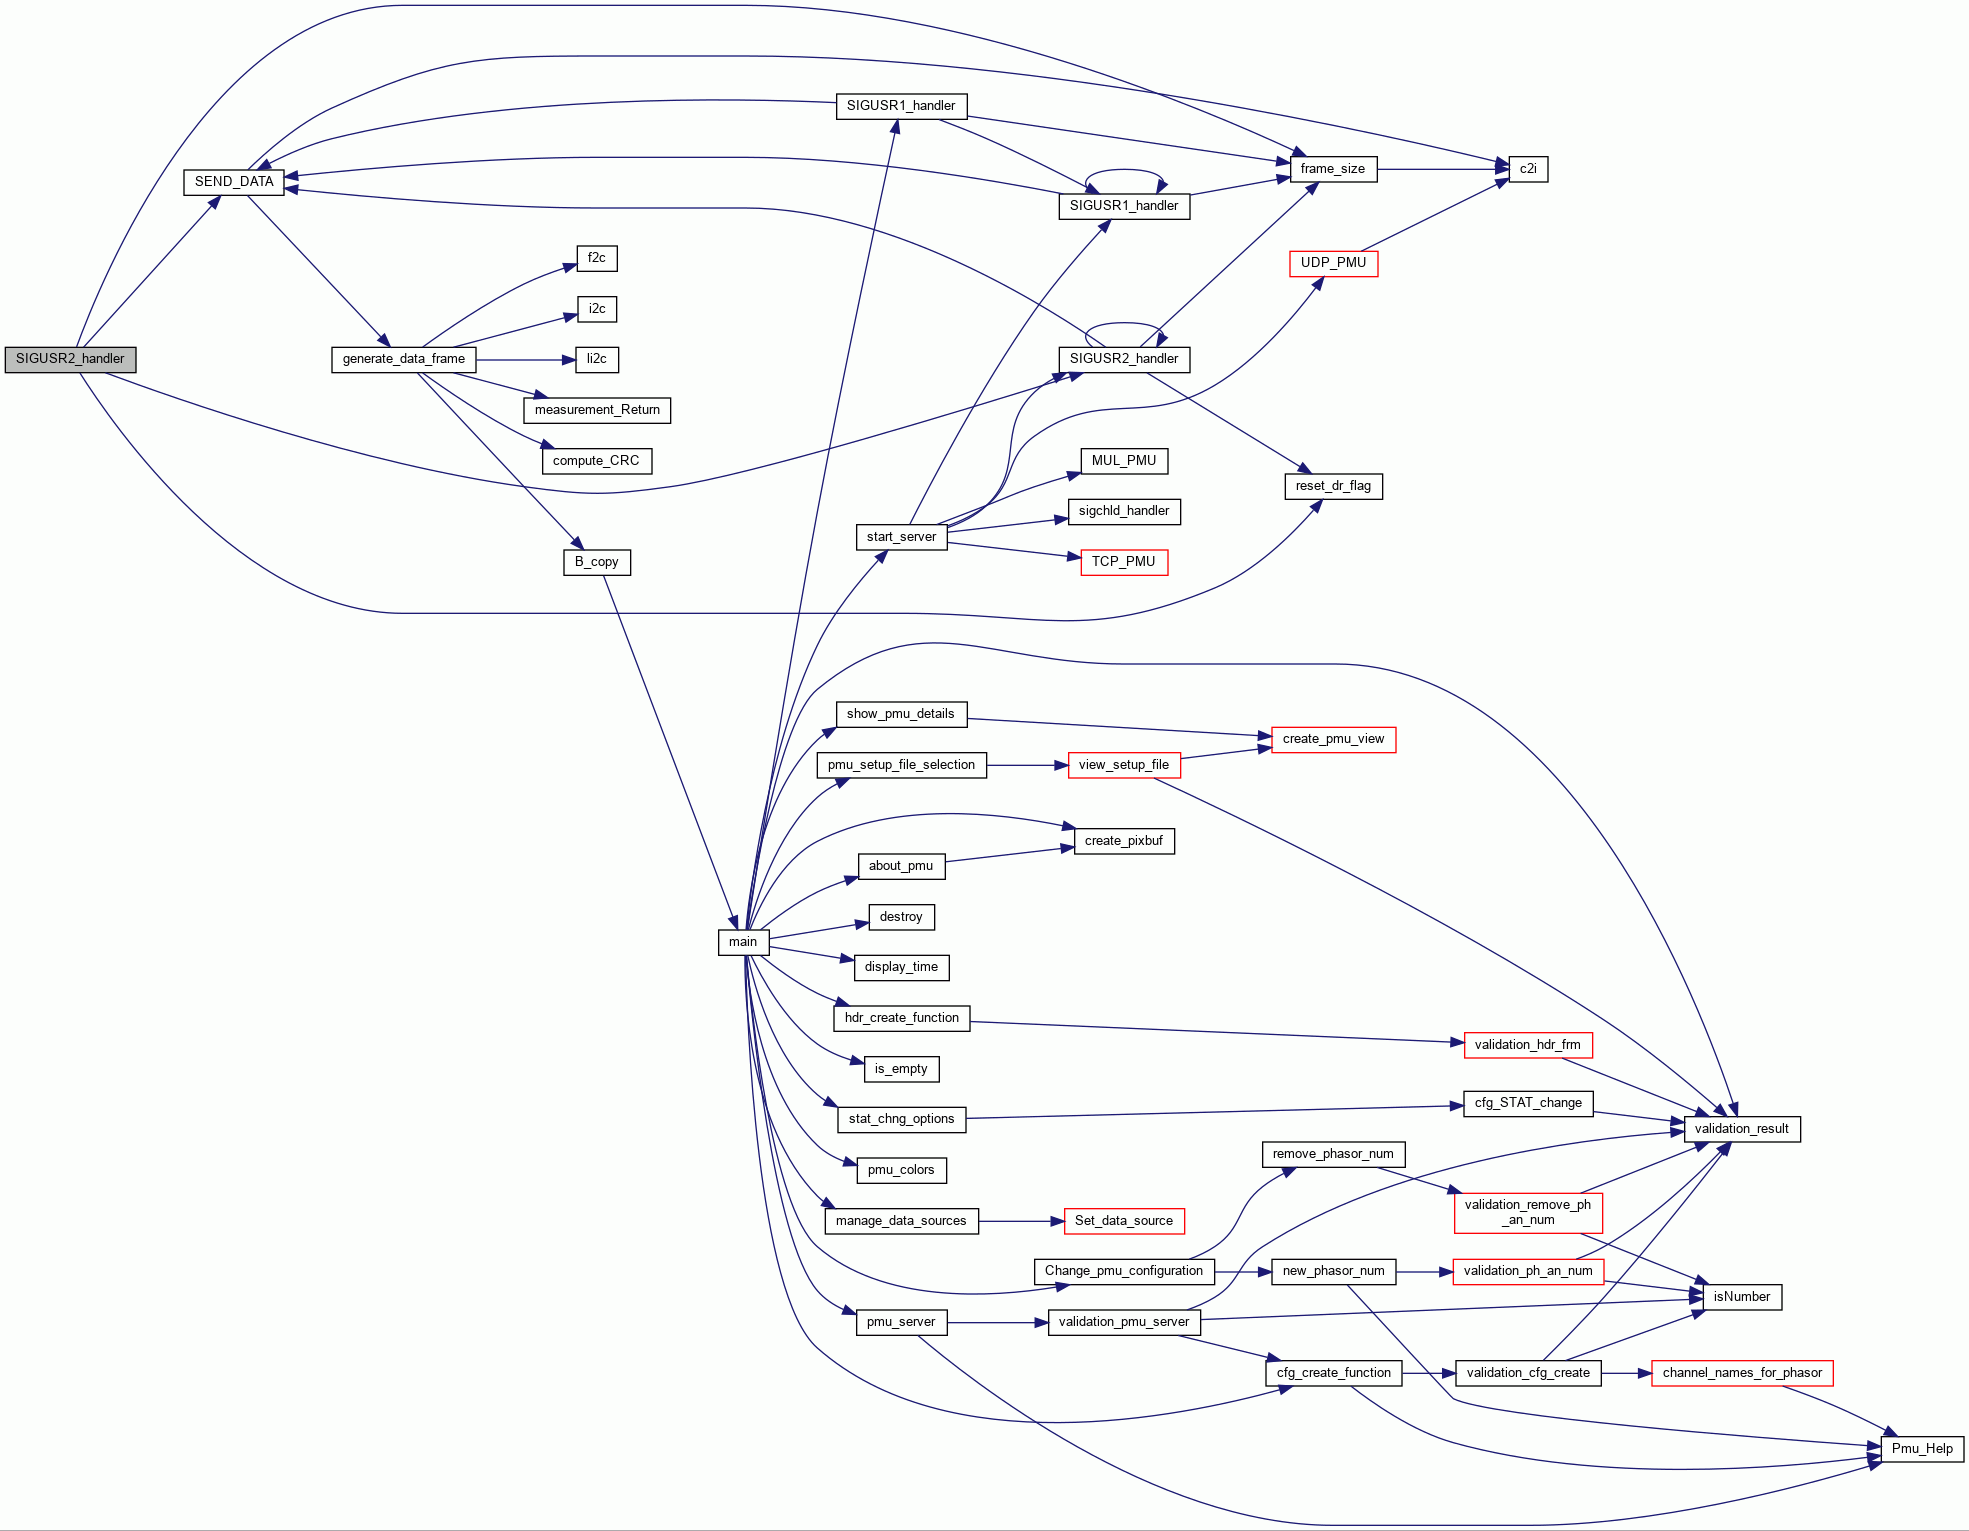 SIGUSR1_handler
frame_size
c2i
SEND_DATA
SIGUSR1_handler
f2c
UDP_PMU
i2c
SIGUSR2_handler
generate_data_frame
li2c
SIGUSR2_handler
measurement_Return
compute_CRC
MUL_PMU
reset_dr_flag
sigchld_handler
start_server
B_copy
TCP_PMU
show_pmu_details
create_pmu_view
pmu_setup_file_selection
view_setup_file
create_pixbuf
about_pmu
destroy
main
display_time
hdr_create_function
validation_hdr_frm
is_empty
cfg_STAT_change
stat_chng_options
validation_result
remove_phasor_num
pmu_colors
validation_remove_ph
_an_num
manage_data_sources
Set_data_source
Change_pmu_configuration
new_phasor_num
validation_ph_an_num
isNumber
pmu_server
validation_pmu_server
cfg_create_function
validation_cfg_create
channel_names_for_phasor
Pmu_Help